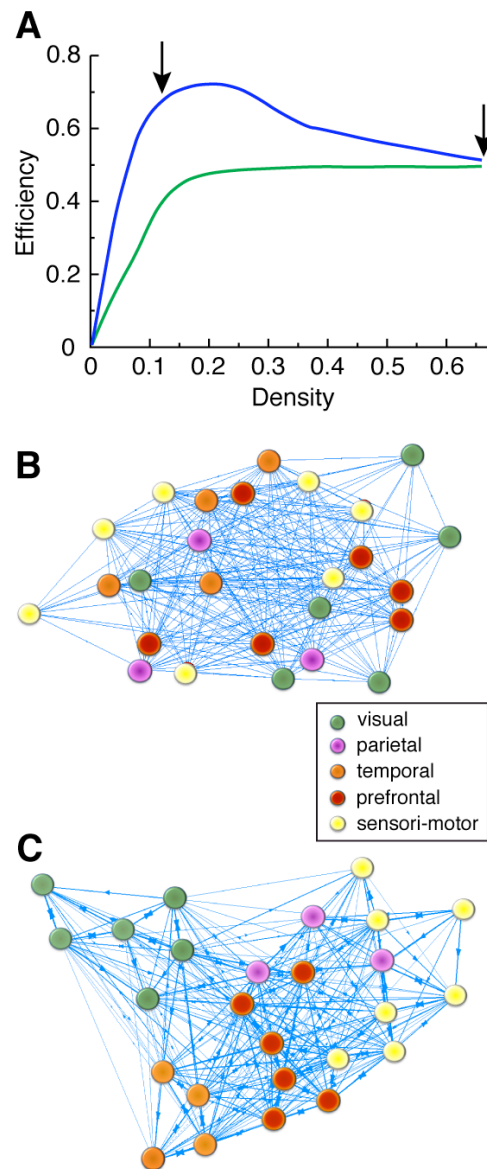 A
0.8
0.6
0.4
0.2
0
Efficiency
0 0.1 0.2 0.3 0.4 0.5 0.6
Density
B
visual
parietal
temporal
prefrontal
sensori-motor
C